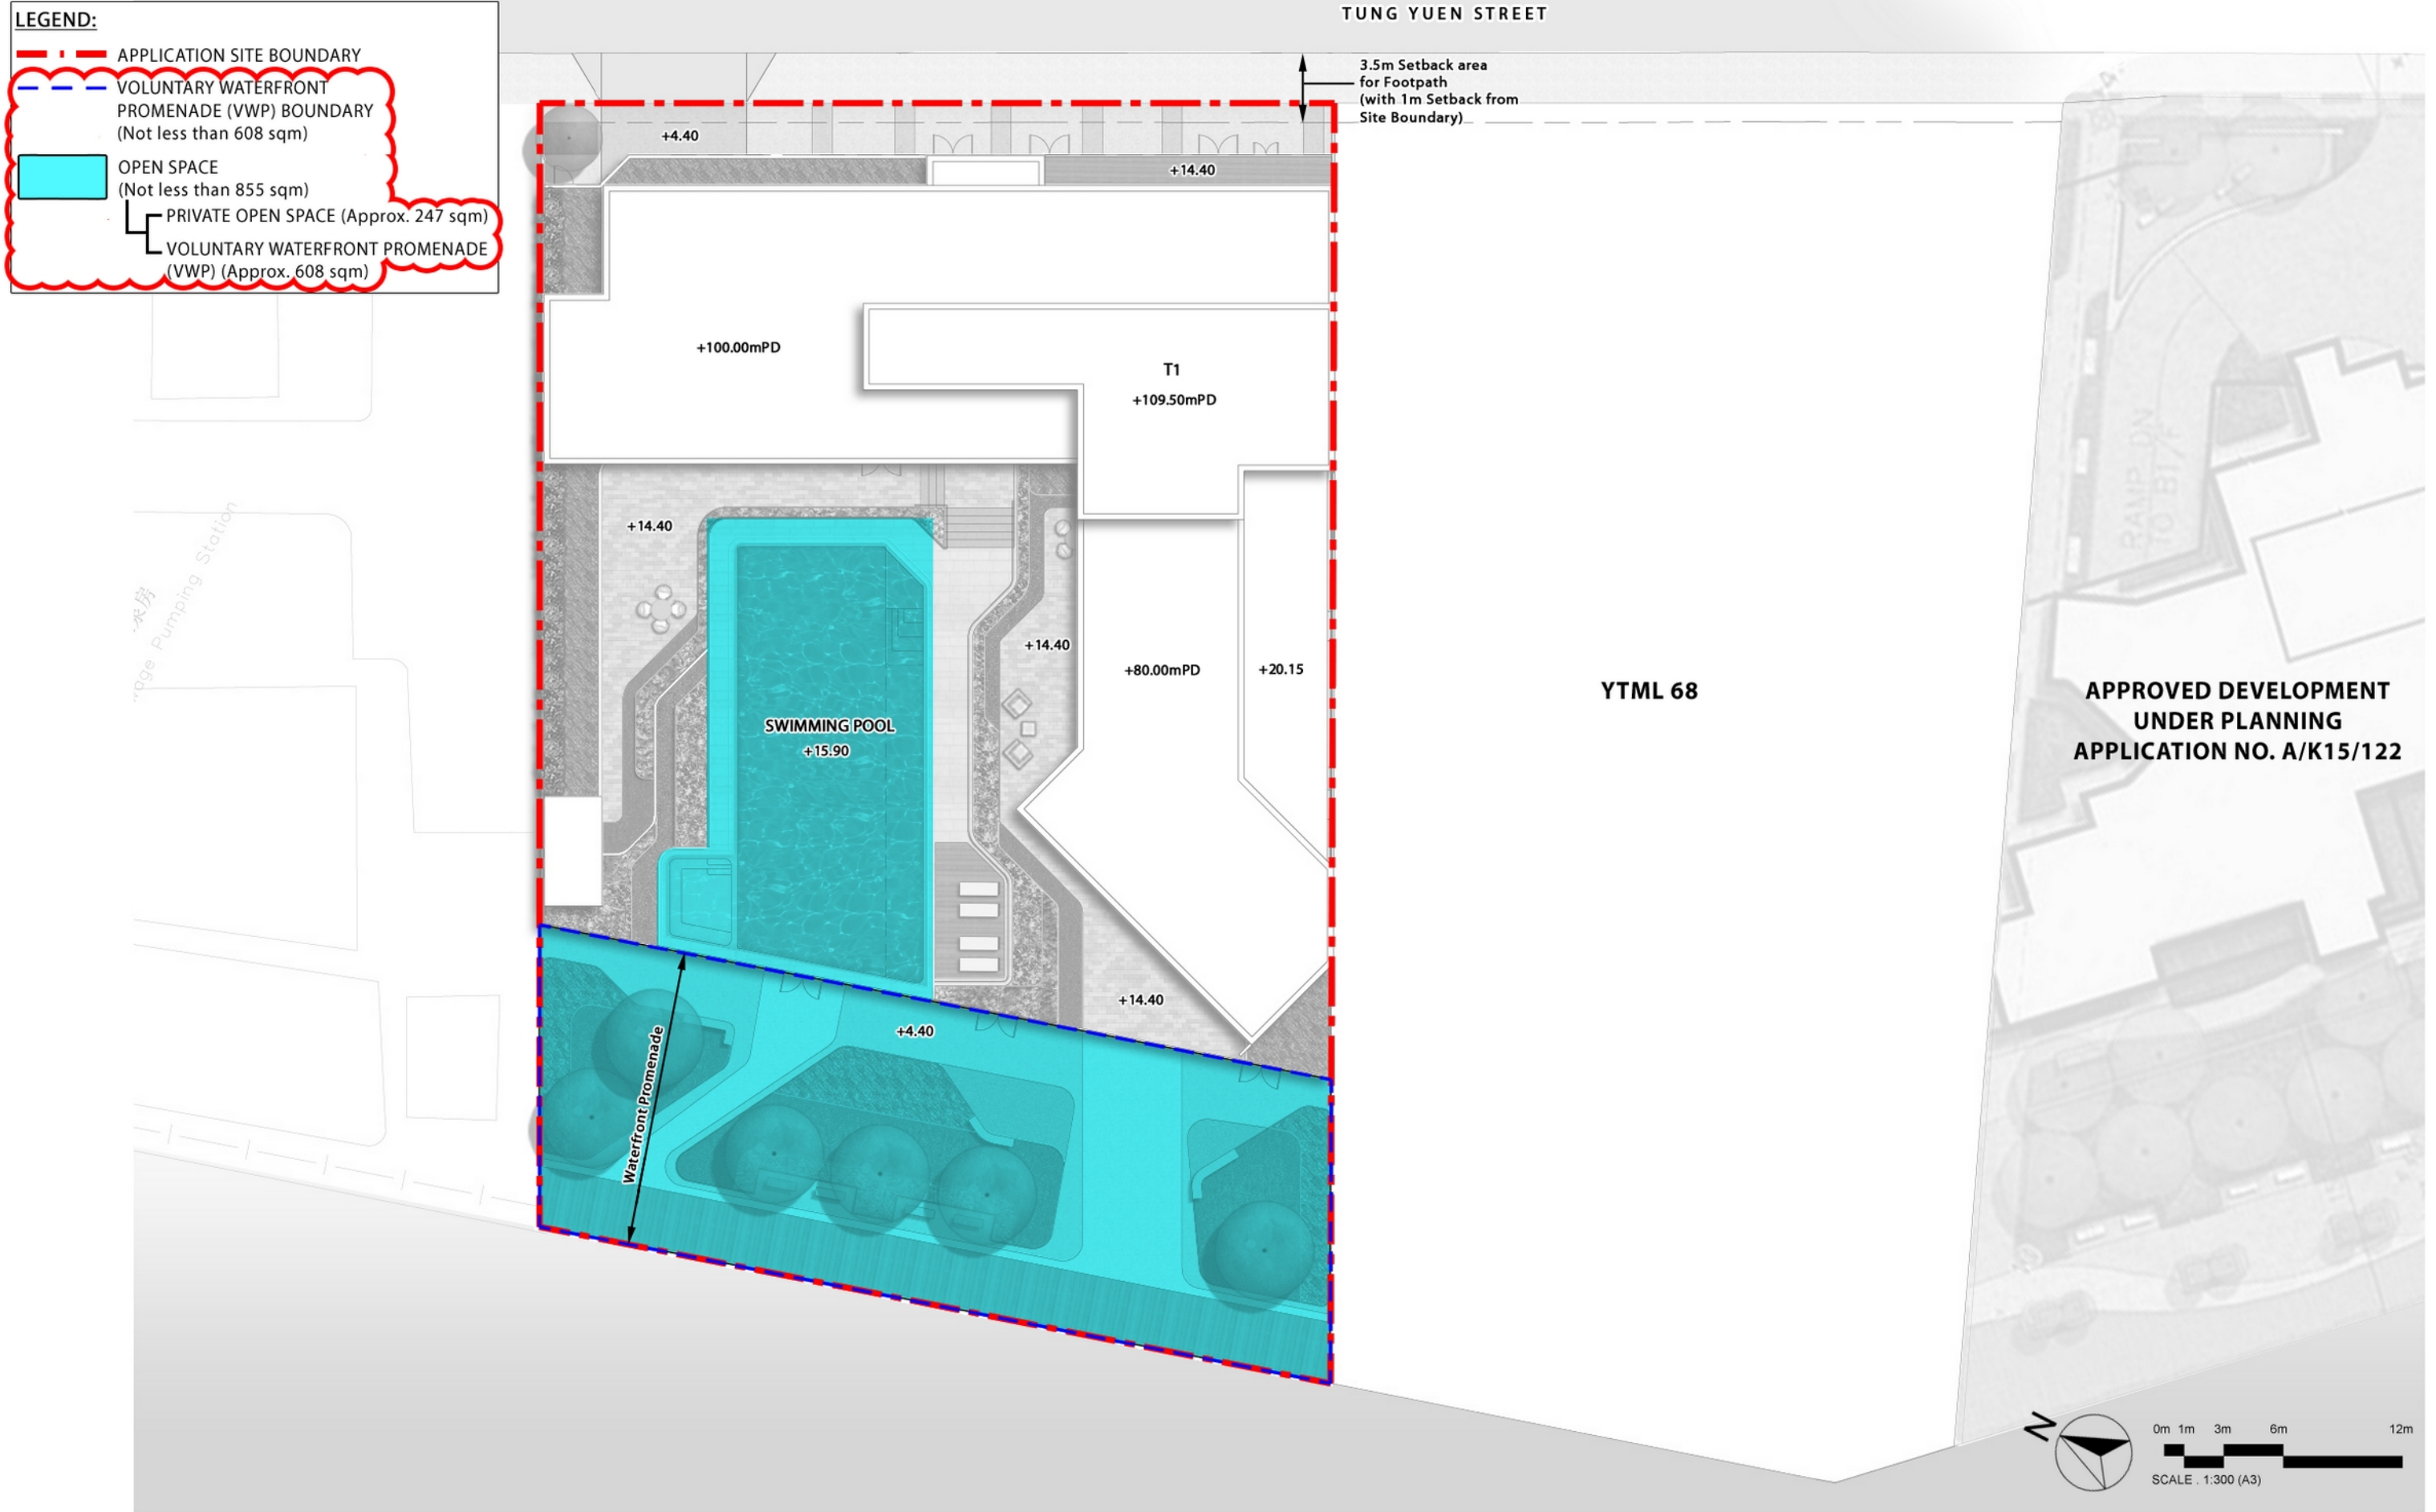 TUNG YUEN STREET
LEGEND:
APPLICATION SITE BOUNDARY
VOLUNTARY WATERFRONT
PROMENADE (VWP) BOUNDARY
(Not less than 608 sqm)
OPEN SPACE
(Not less than 855 sqm)
PRIVATE OPEN SPACE (Approx. 247 sqm)
VOLUNTARY WATERFRONT PROMENADE
(VWP) (Approx. 608 sqm)
3.5m Setback area
for Footpath
(with 1m Setback from
Site Boundary)
+4.40
+14.40
+100.00mPD
T1
+109.50mPD
+14.40
+14.40
+80.00mPD
+20.15
SWIMMING POOL
+15.90
+14.40
+4.40
Waterfront Promenade
Pumping Station
YTML 68
RAMP DN
TO B1/F
APPROVED DEVELOPMENT
UNDER PLANNING
APPLICATION NO. A/K15/122
N
0m 1m 3m 6m 12m
SCALE . 1:300 (A3)